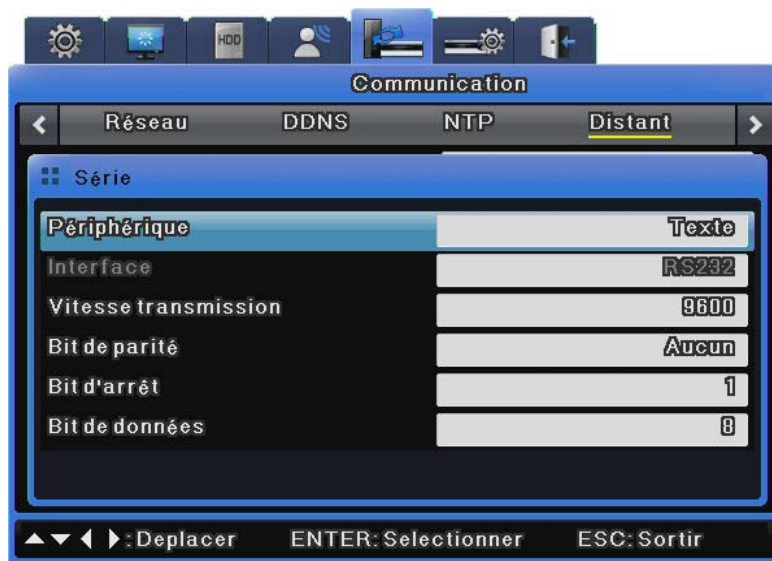 HDD
Communication
Réseau DDNS NTP Distant
Série
Périphérique Texte
Interface RS232
Vitesse transmission 9600
Bit de parité Aucun
Bit d'arrêt 1
Bit de données 8
:Deplacer ENTER:Selectionner ESC:Sortir